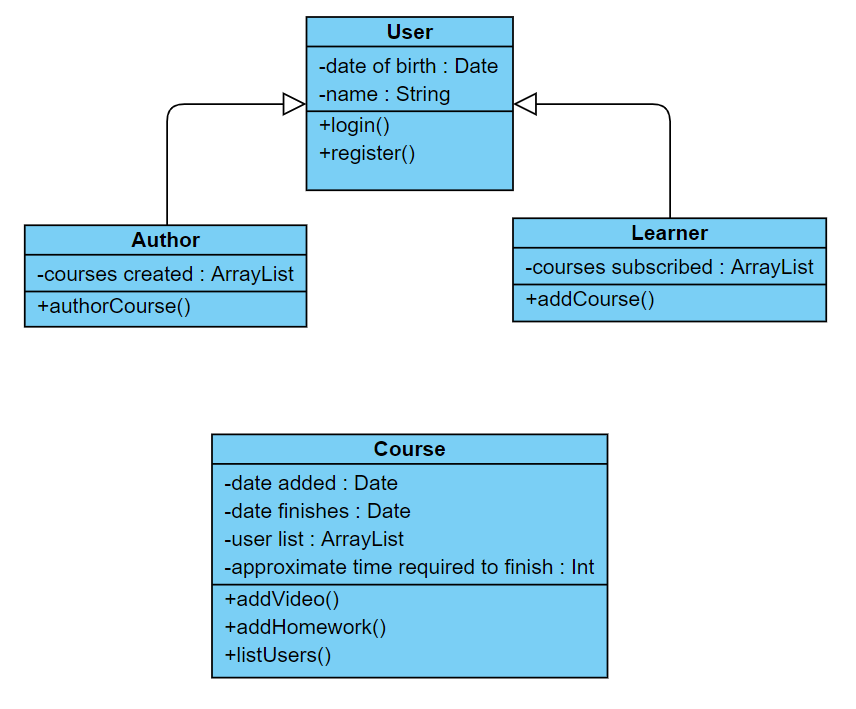 User
-date of birth : Date
-name : String
+login()
+register()
Author
-courses created : ArrayList
+authorCourse()
Learner
-courses subscribed : ArrayList
+addCourse()
Course
-date added : Date
-date finishes : Date
-user list : ArrayList
-approximate time required to finish : Int
+addVideo()
+addHomework()
+listUsers()